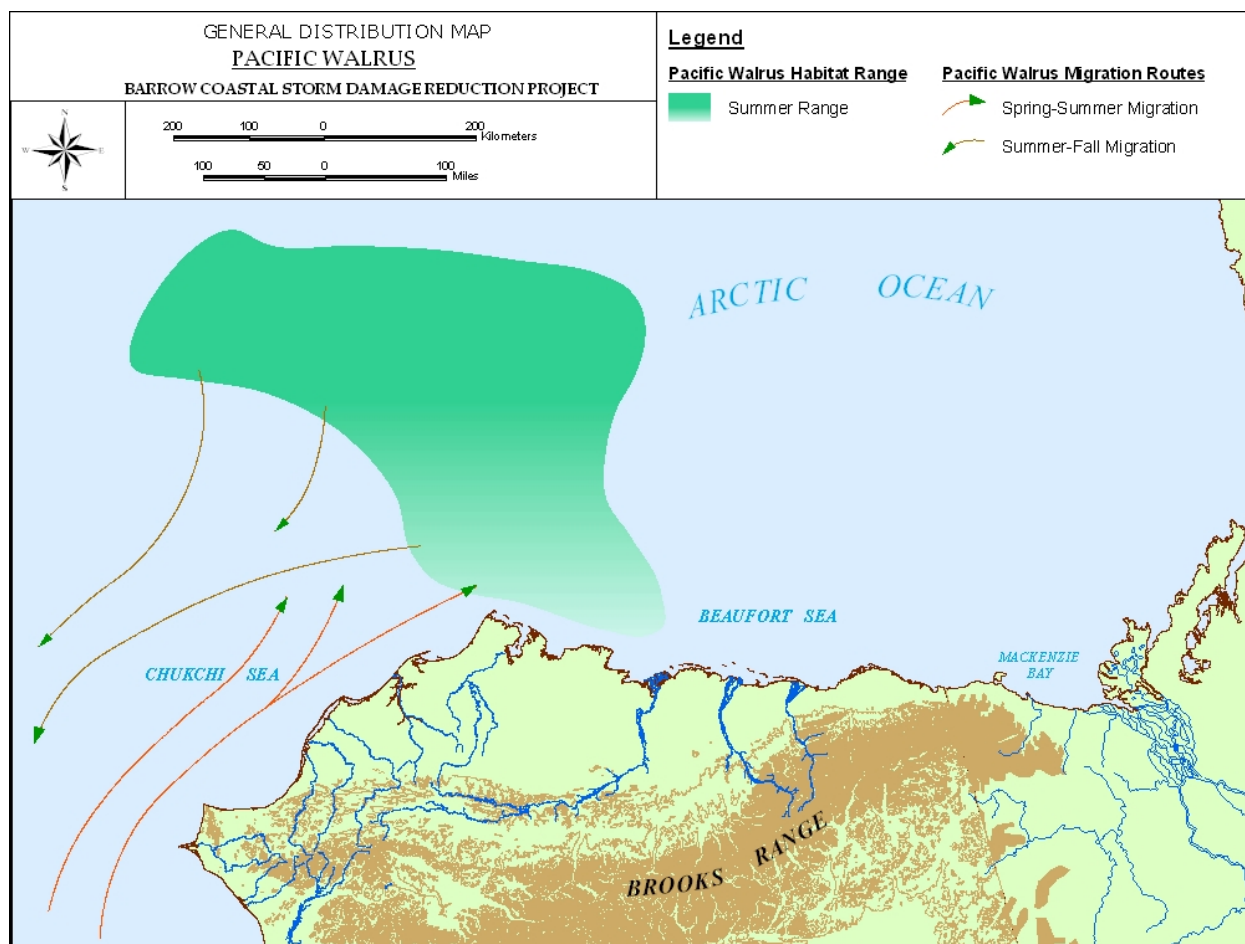 GENERAL DISTRIBUTION MAP
PACIFIC WALRUS
BARROW COASTAL STORM DAMAGE REDUCTION PROJECT
N
W E
S
200 100 0 200
Kilometers
100 50 0 100
Miles
Legend
Pacific Walrus Habitat Range
Summer Range
Pacific Walrus Migration Routes
Spring-Summer Migration
Summer-Fall Migration
ARCTIC OCEAN
BEAUFORT SEA
CHUKCHI SEA
MACKENZIE
BAY
BROOKS RANGE